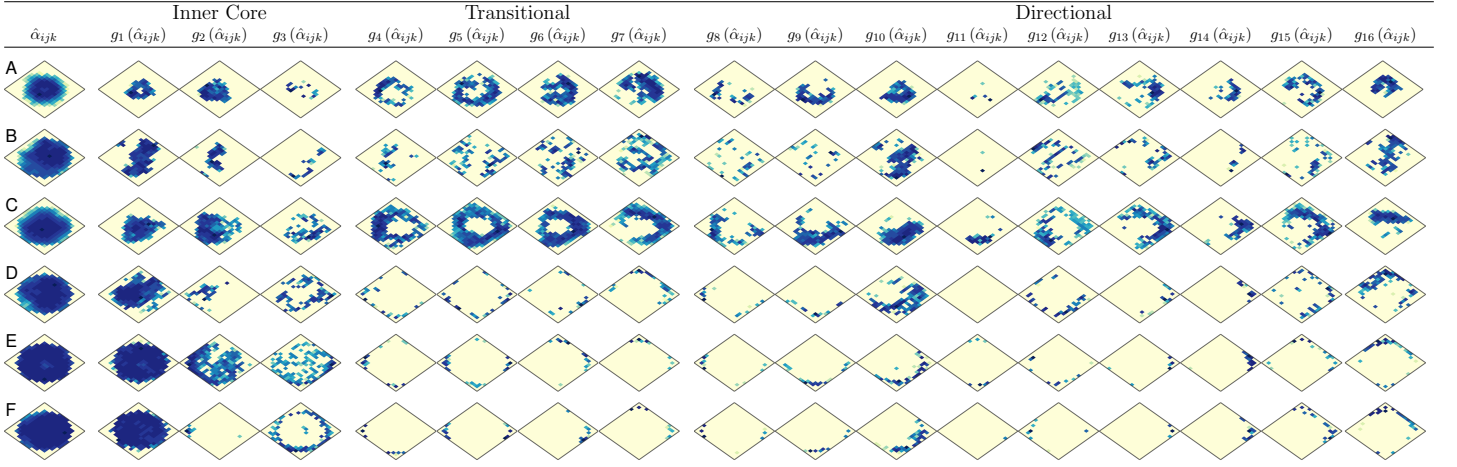 Inner Core Transitional Directional
α̂ᵢⱼₖ g₁ (α̂ᵢⱼₖ) g₂ (α̂ᵢⱼₖ) g₃ (α̂ᵢⱼₖ) g₄ (α̂ᵢⱼₖ) g₅ (α̂ᵢⱼₖ) g₆ (α̂ᵢⱼₖ) g₇ (α̂ᵢⱼₖ) g₈ (α̂ᵢⱼₖ) g₉ (α̂ᵢⱼₖ) g₁₀ (α̂ᵢⱼₖ) g₁₁ (α̂ᵢⱼₖ) g₁₂ (α̂ᵢⱼₖ) g₁₃ (α̂ᵢⱼₖ) g₁₄ (α̂ᵢⱼₖ) g₁₅ (α̂ᵢⱼₖ) g₁₆ (α̂ᵢⱼₖ)
A
B
C
D
E
F